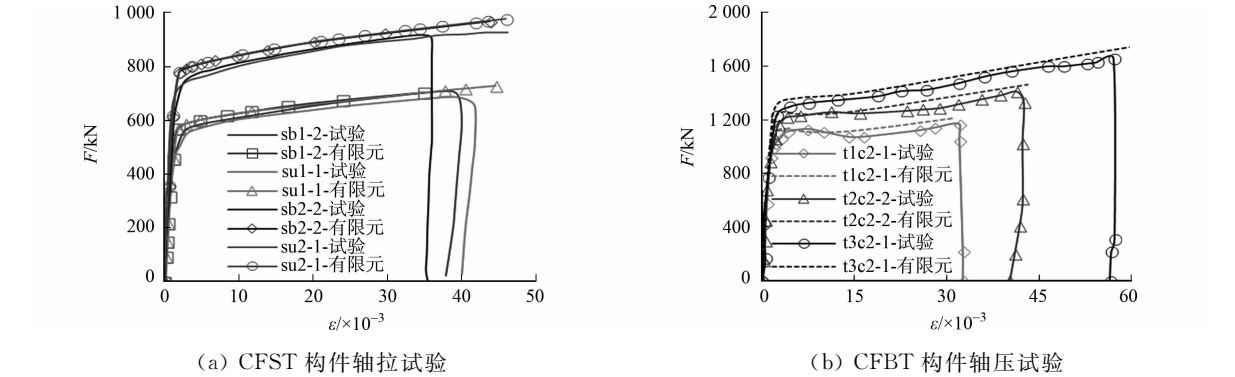 1 000
800
600
400
200
0
F/kN
sb1-2-试验
sb1-2-有限元
su1-1-试验
su1-1-有限元
sb2-2-试验
sb2-2-有限元
su2-1-试验
su2-1-有限元
0 10 20 30 40 50
ε/×10⁻³
(a) CFST 构件轴拉试验
2 000
1 600
1 200
800
400
0
F/kN
t1c2-1-试验
t1c2-1-有限元
t2c2-2-试验
t2c2-2-有限元
t3c2-1-试验
t3c2-1-有限元
0 15 30 45 60
ε/×10⁻³
(b) CFBT 构件轴压试验